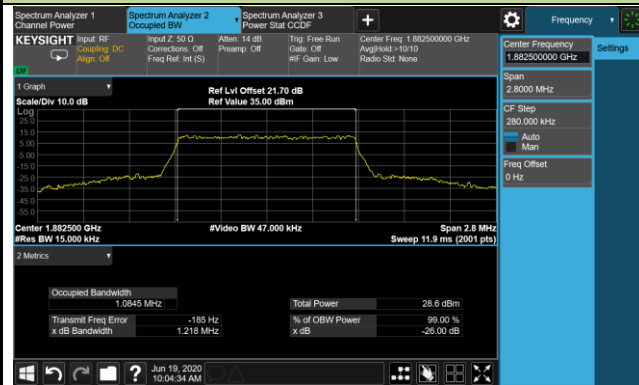 Spectrum Analyzer 1
Channel Power
Spectrum Analyzer 2
Occupied BW
Spectrum Analyzer 3
Power Stat CCDF
Frequency
KEYSIGHT
Input: RF
Coupling: DC
Align: Off
Input Z: 50 Ω
Corrections: Off
Freq Ref: Int (S)
Atten: 14 dB
Preamp: Off
Trig: Free Run
Gate: Off
#IF Gain: Low
Center Freq: 1.882500000 GHz
Avg|Hold:>10/10
Radio Std: None
Center Frequency
1.882500000 GHz
Settings
Span
2.8000 MHz
CF Step
280.000 kHz
Auto
Man
Freq Offset
0 Hz
1 Graph
Scale/Div 10.0 dB
Ref Lvl Offset 21.70 dB
Ref Value 35.00 dBm
Log
25.0
15.0
5.00
-5.00
-15.0
-25.0
-35.0
-45.0
-55.0
Center 1.882500 GHz
#Res BW 15.000 kHz
#Video BW 47.000 kHz
Span 2.8 MHz
Sweep 11.9 ms (2001 pts)
2 Metrics
Occupied Bandwidth
1.0845 MHz
Total Power 28.6 dBm
Transmit Freq Error -185 Hz
% of OBW Power 99.00 %
x dB Bandwidth 1.218 MHz
x dB -26.00 dB
?
Jun 19, 2020
10:04:34 AM